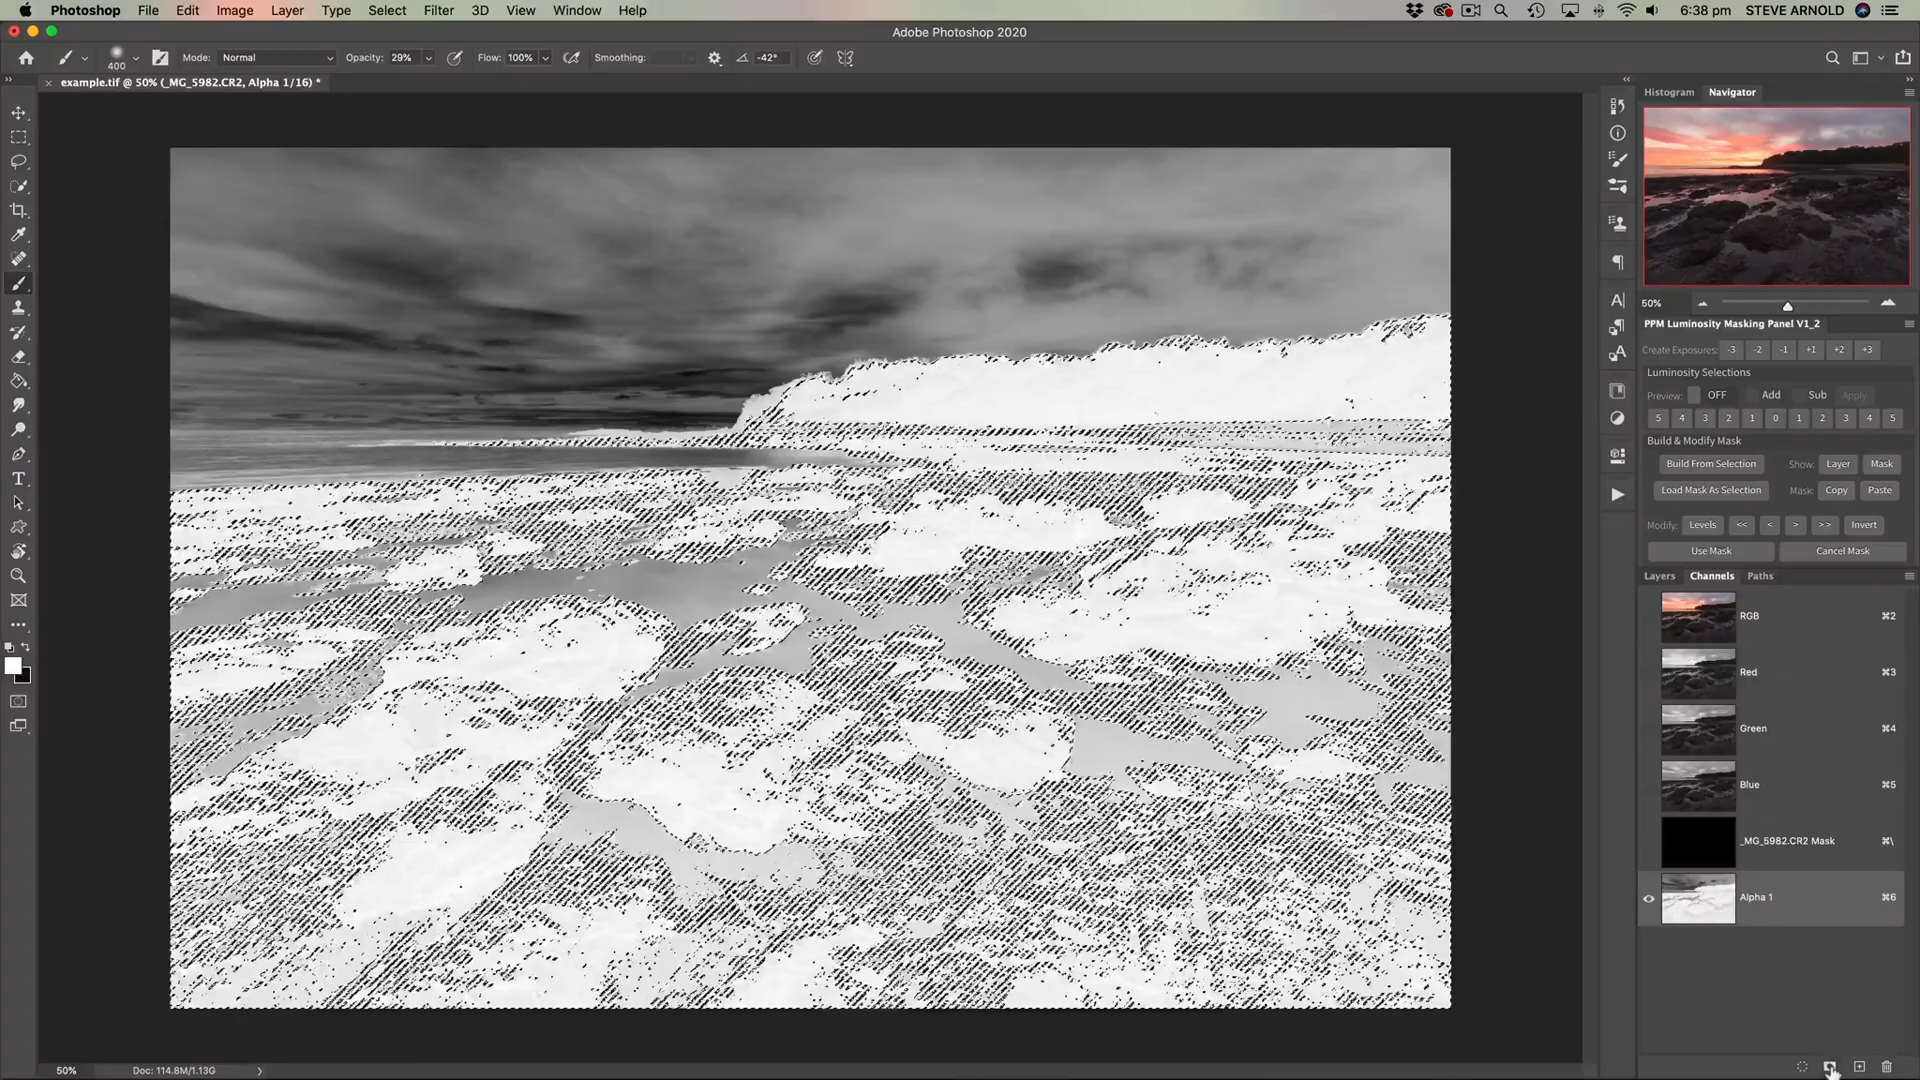 Photoshop File Edit Image Layer Type Select Filter 3D View Window Help 6:38 pm STEVE ARNOLD
Adobe Photoshop 2020
400 Mode: Normal Opacity: 29% Flow: 100% Smoothing: -42°
example.tif @ 50% (_MG_5982.CR2, Alpha 1/16) *
Histogram Navigator
50%
PPM Luminosity Masking Panel V1_2
Create Exposures: -3 -2 -1 +1 +2 +3
Luminosity Selections
Preview: OFF Add Sub Apply
5 4 3 2 1 0 1 2 3 4 5
Build & Modify Mask
Build From Selection Show: Layer Mask
Load Mask As Selection Mask: Copy Paste
Modify: Levels << < > >> Invert
Use Mask Cancel Mask
Layers Channels Paths
RGB ⌘2
Red ⌘3
Green ⌘4
Blue ⌘5
_MG_5982.CR2 Mask ⌘\
Alpha 1 ⌘6
50% Doc: 114.8M/1.13G